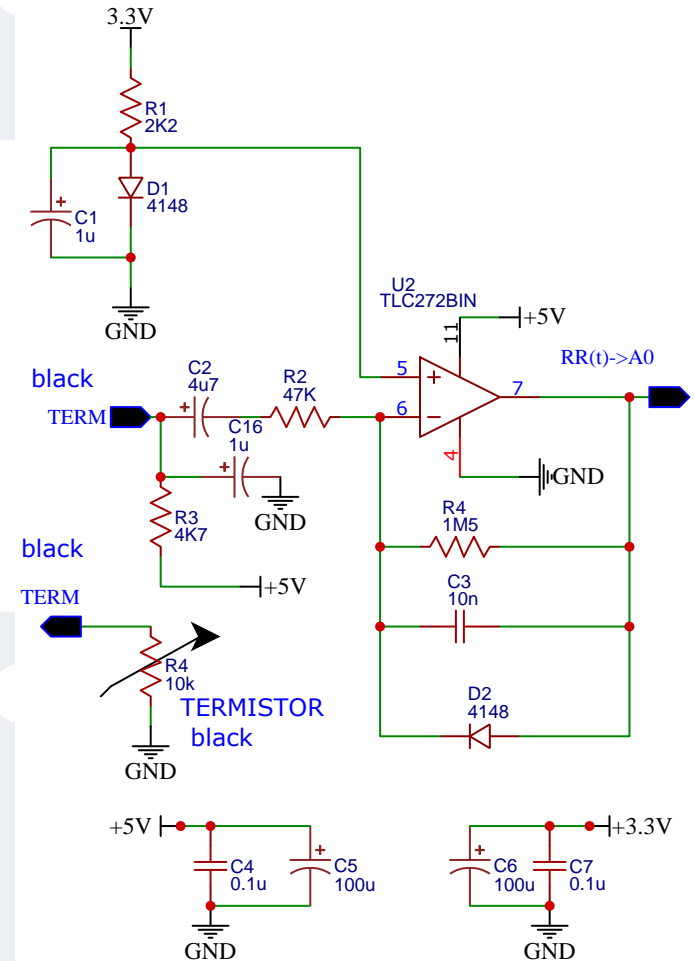 3.3V
R1
2K2
D1
4148
C1
1u
GND
U2
TLC272BIN
11
+5V
RR(t)->A0
5
7
6
4
GND
black
TERM
C2
4u7
R2
47K
C16
1u
GND
R3
4K7
+5V
black
TERM
R4
10k
TERMISTOR
black
GND
R4
1M5
C3
10n
D2
4148
+5V
C4
0.1u
C5
100u
GND
+3.3V
C6
100u
C7
0.1u
GND